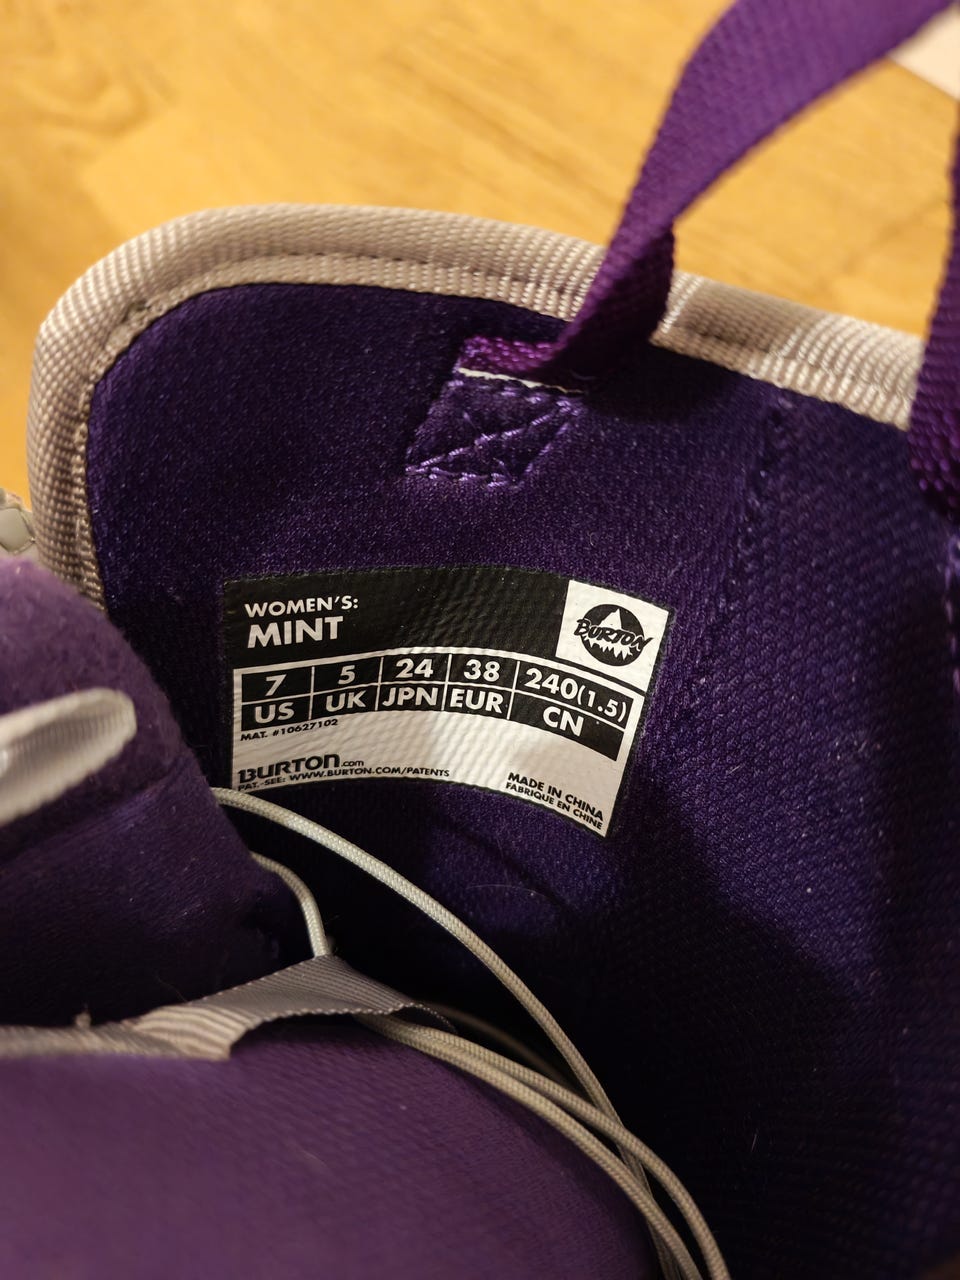 WOMEN'S:
MINT
BURTON
7 5 24 38 240(1.5)
US UK JPN EUR CN
MAT. #10627102
BURTON.com
PAT.-SEE: WWW.BURTON.COM/PATENTS
MADE IN CHINA
FABRIQUE EN CHINE